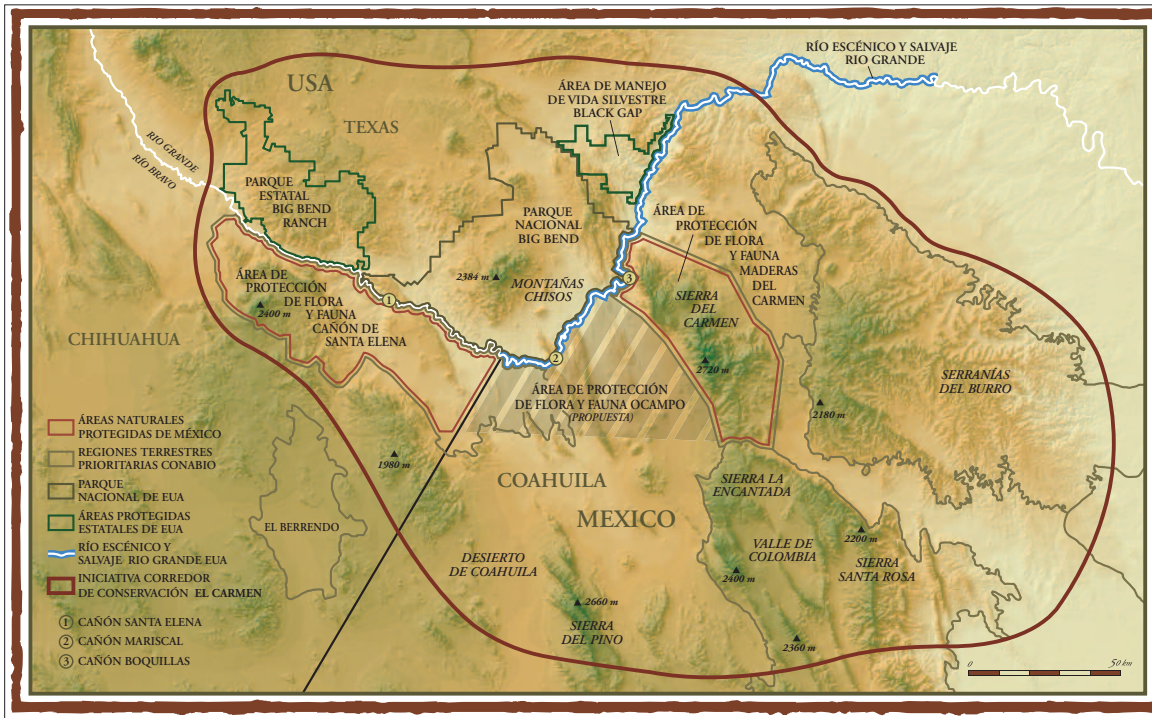 RÍO ESCÉNICO Y SALVAJE
RIO GRANDE
USA
TEXAS
ÁREA DE MANEJO
DE VIDA SILVESTRE
BLACK GAP
RIO GRANDE
RÍO BRAVO
PARQUE
ESTATAL
BIG BEND
RANCH
PARQUE
NACIONAL
BIG BEND
ÁREA DE
PROTECCIÓN
DE FLORA
Y FAUNA
MADERAS
DEL
CARMEN
ÁREA DE
PROTECCIÓN
DE FLORA
Y FAUNA
CAÑÓN DE
SANTA ELENA
2400 m
1
2384 m
MONTAÑAS
CHISOS
3
SIERRA
DEL
CARMEN
2720 m
2
CHIHUAHUA
ÁREA DE PROTECCIÓN
DE FLORA Y FAUNA OCAMPO
(PROPUESTA)
SERRANÍAS
DEL BURRO
2180 m
1980 m
COAHUILA
MEXICO
SIERRA LA
ENCANTADA
EL BERRENDO
VALLE DE
COLOMBIA
2200 m
SIERRA
SANTA ROSA
DESIERTO
DE COAHUILA
2400 m
2660 m
SIERRA
DEL PINO
2360 m
ÁREAS NATURALES
PROTEGIDAS DE MÉXICO
REGIONES TERRESTRES
PRIORITARIAS CONABIO
PARQUE
NACIONAL DE EUA
ÁREAS PROTEGIDAS
ESTATALES DE EUA
RÍO ESCÉNICO Y
SALVAJE RIO GRANDE EUA
INICIATIVA CORREDOR
DE CONSERVACIÓN EL CARMEN
1 CAÑÓN SANTA ELENA
2 CAÑÓN MARISCAL
3 CAÑÓN BOQUILLAS
0 50 km